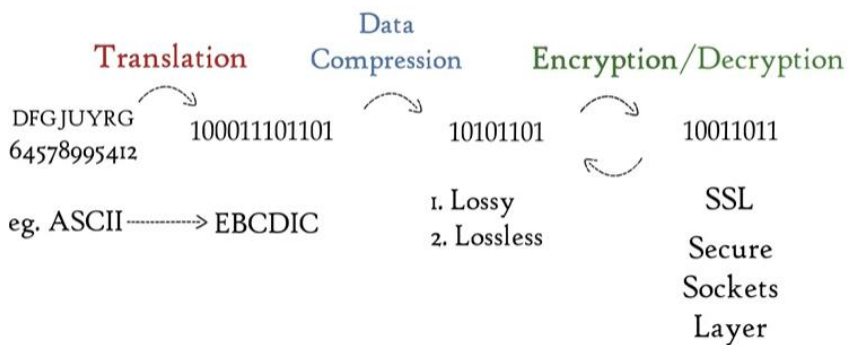 Translation
Data
Compression
Encryption/Decryption
DFGJUYRG
64578995412
100011101101
10101101
10011011
eg. ASCII
EBCDIC
1. Lossy
2. Lossless
SSL
Secure
Sockets
Layer